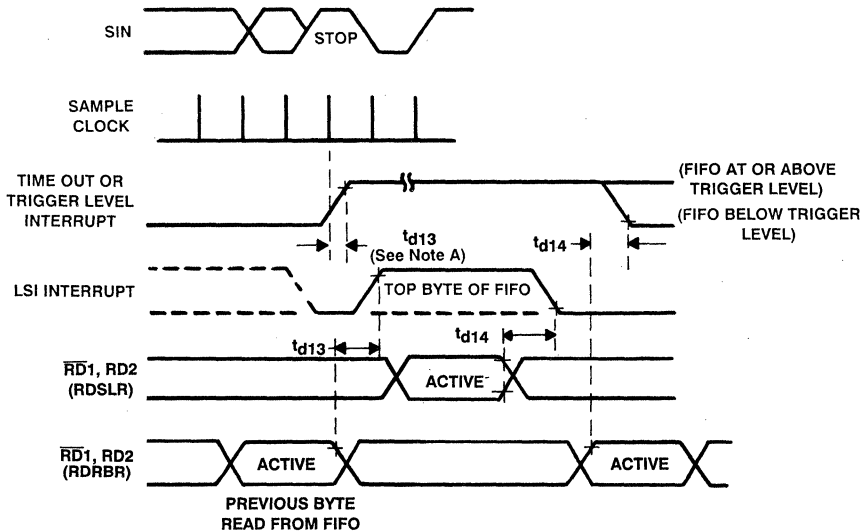 SIN
STOP
SAMPLE
CLOCK
TIME OUT OR
TRIGGER LEVEL
INTERRUPT
(FIFO AT OR ABOVE
TRIGGER LEVEL)
(FIFO BELOW TRIGGER
LEVEL)
td13
(See Note A)
td14
LSI INTERRUPT
TOP BYTE OF FIFO
td13
td14
RD1, RD2
(RDSLR)
ACTIVE
RD1, RD2
(RDRBR)
ACTIVE
ACTIVE
PREVIOUS BYTE
READ FROM FIFO